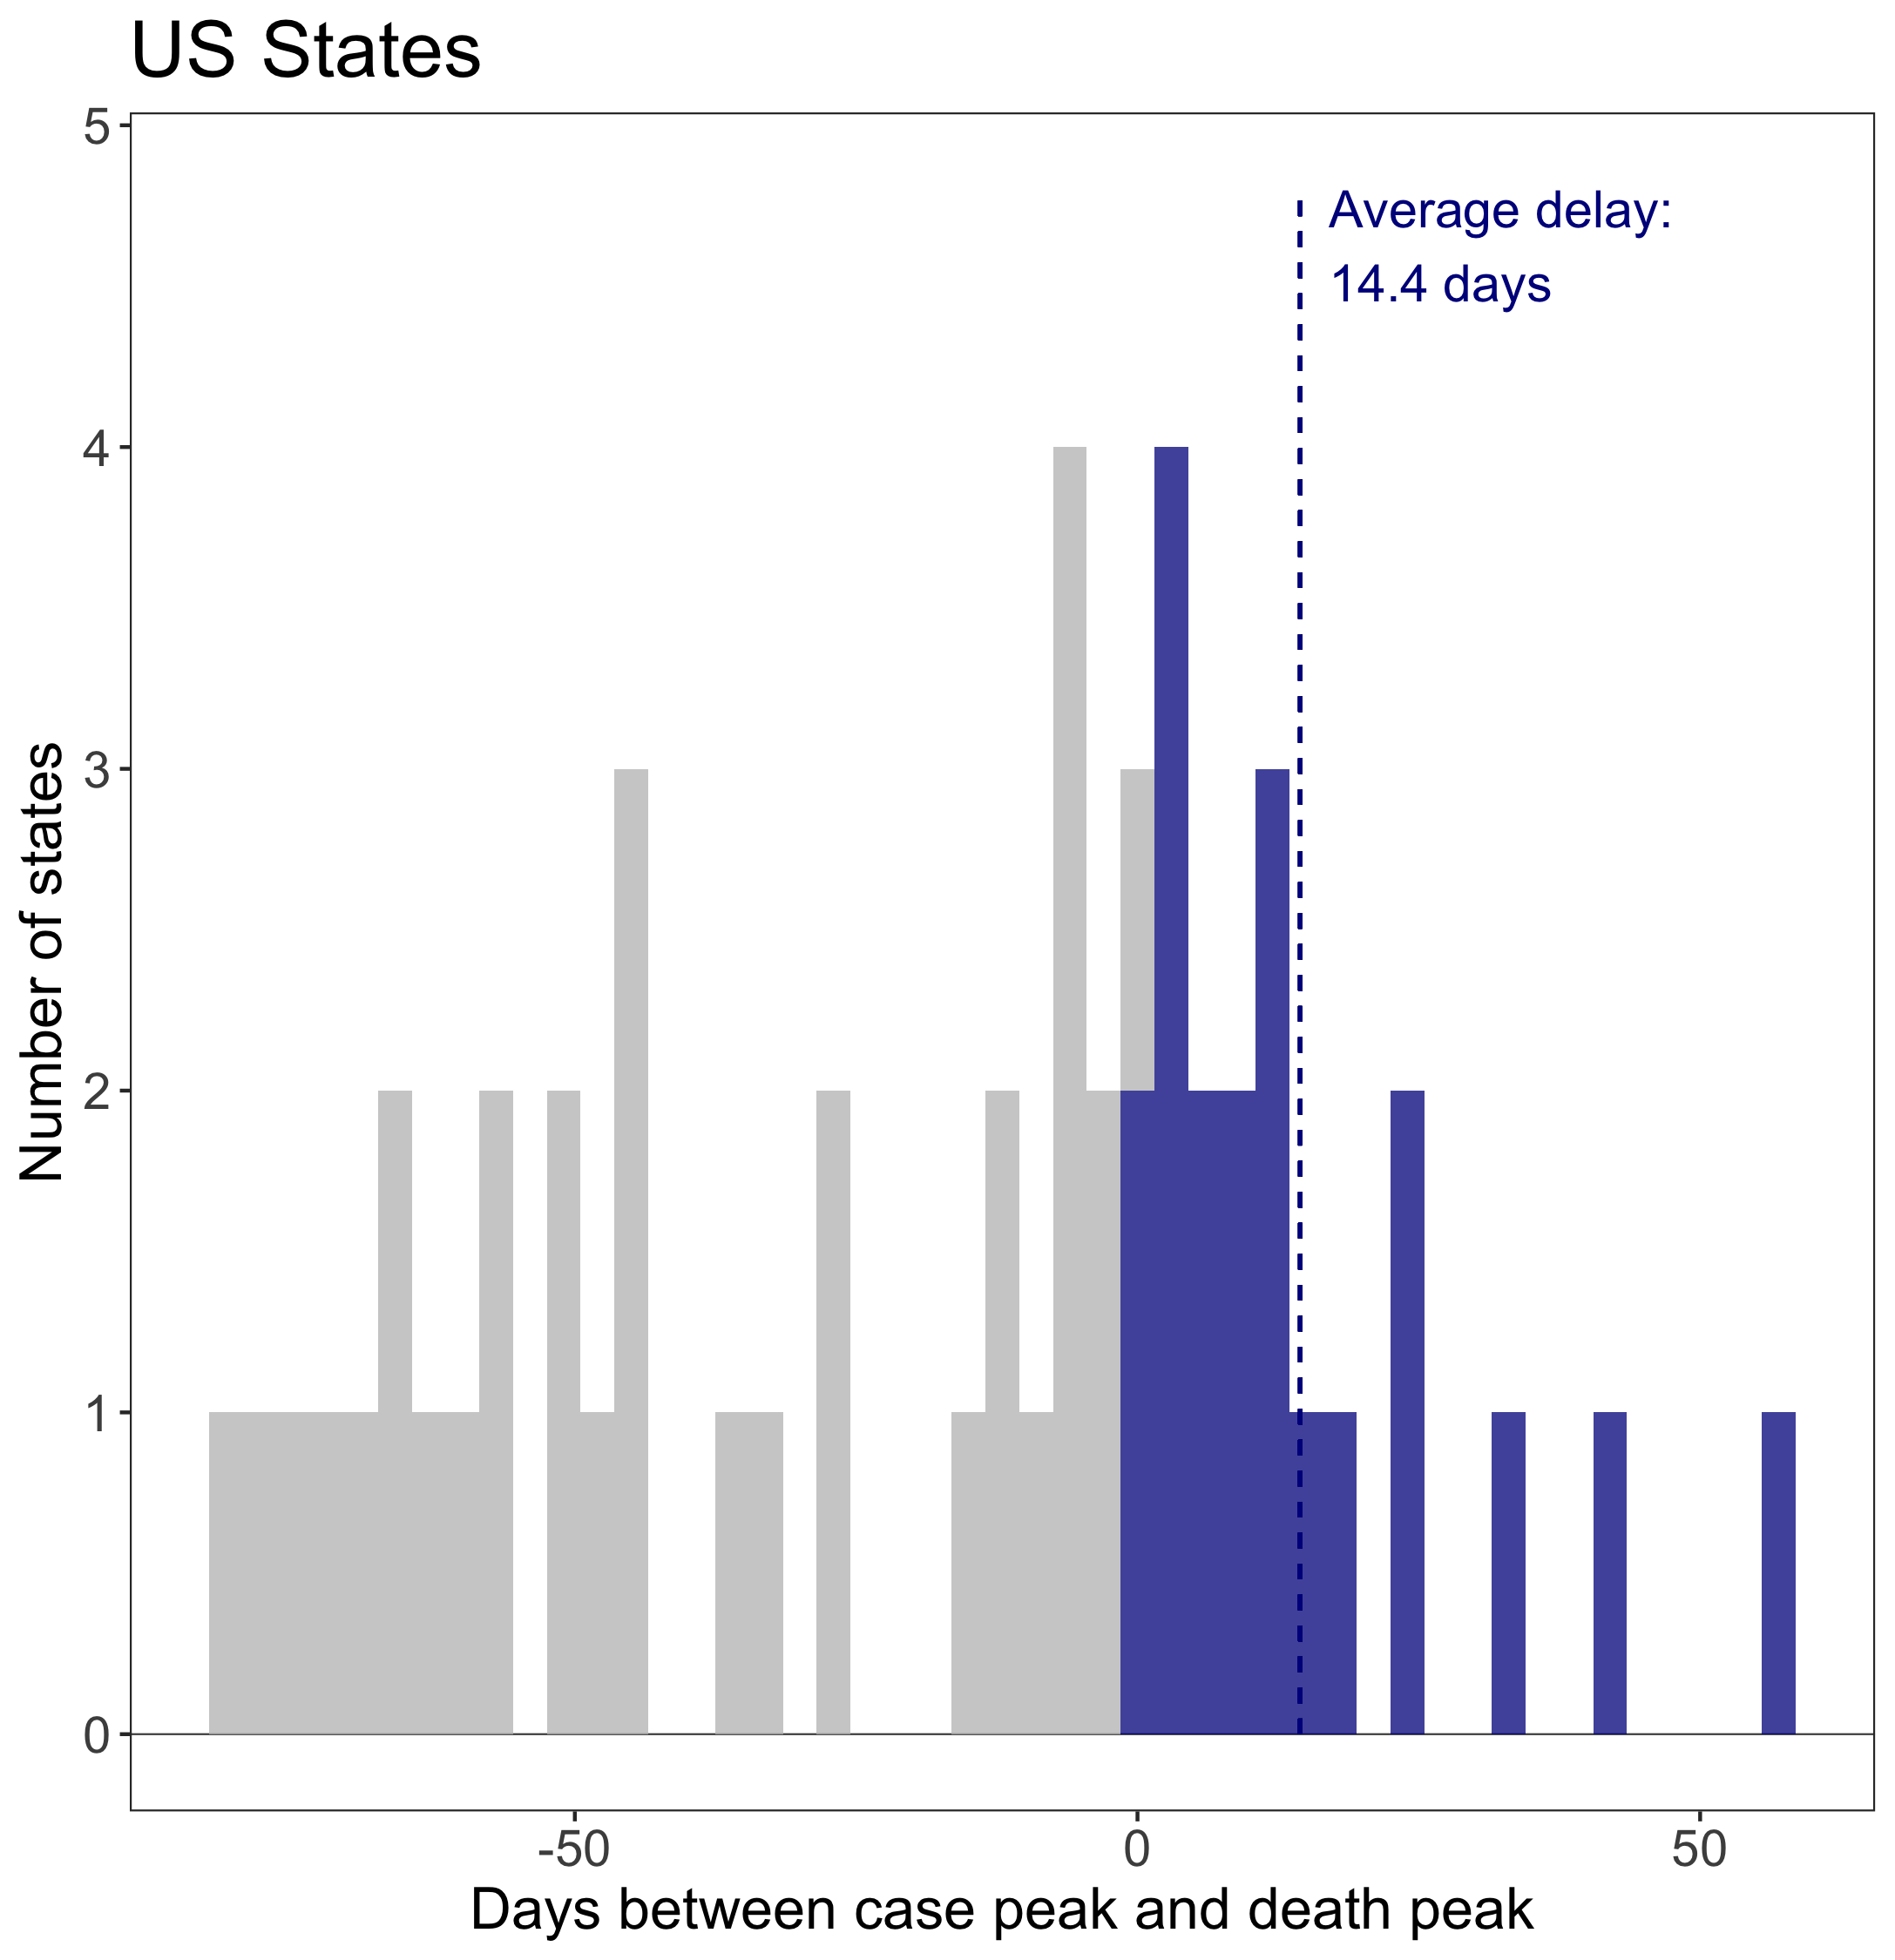 US States
5
4
3
2
1
0
Number of states
Average delay:
14.4 days
-50
0
50
Days between case peak and death peak